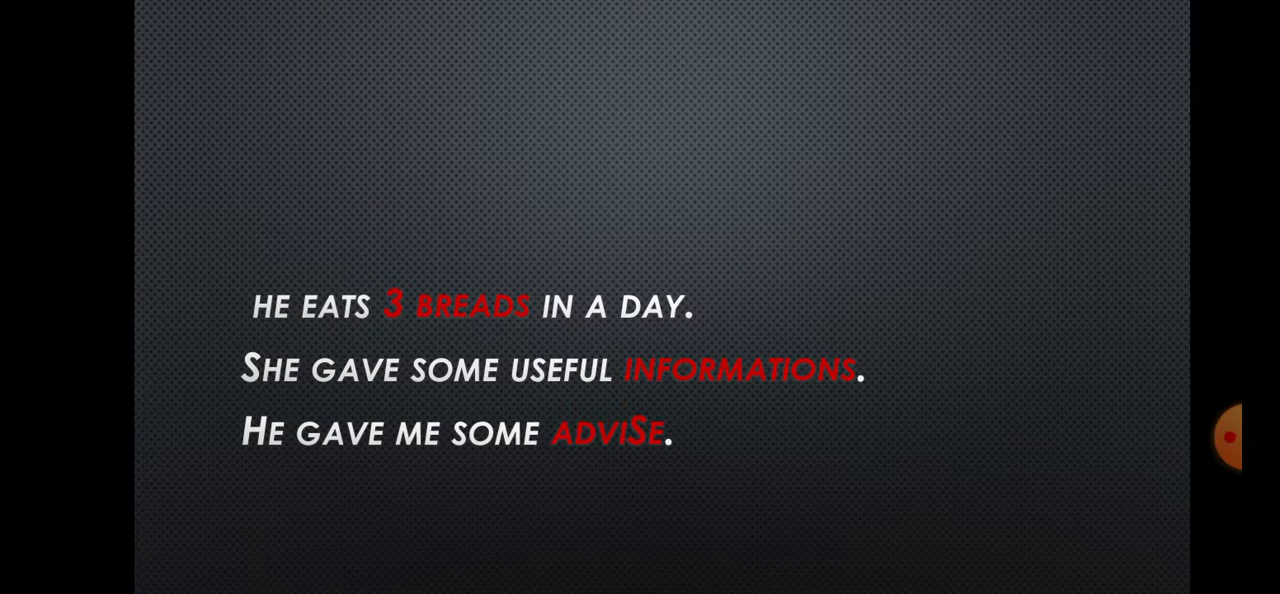 HE EATS 3 BREADS IN A DAY.
SHE GAVE SOME USEFUL INFORMATIONS.
HE GAVE ME SOME ADVISE.